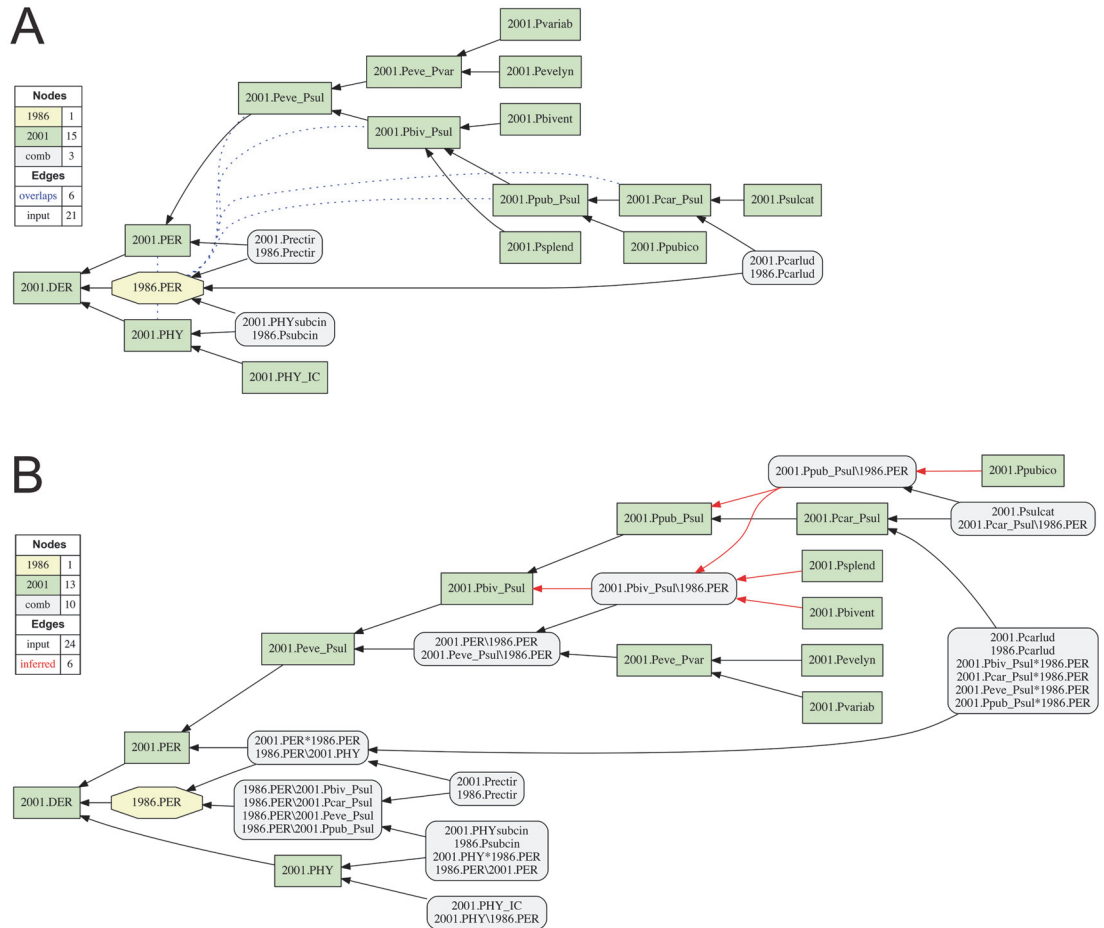 A
Nodes
1986 1
2001 15
comb 3
Edges
overlaps 6
input 21
2001.Pvariab
2001.Peve_Pvar
2001.Pevelyn
2001.Peve_Psul
2001.Pbiv_Psul
2001.Pbivent
2001.Ppub_Psul
2001.Pcar_Psul
2001.Psulcat
2001.Psplend
2001.Ppubico
2001.PER
2001.Prectir
1986.Prectir
2001.Pcarlud
1986.Pcarlud
2001.DER
1986.PER
2001.PHY
2001.PHYsubcin
1986.Psubcin
2001.PHY_IC
B
Nodes
1986 1
2001 13
comb 10
Edges
input 24
inferred 6
2001.Ppub_Psul\1986.PER
2001.Ppubico
2001.Ppub_Psul
2001.Pcar_Psul
2001.Psulcat
2001.Pcar_Psul\1986.PER
2001.Pbiv_Psul
2001.Pbiv_Psul\1986.PER
2001.Psplend
2001.Pbivent
2001.Peve_Psul
2001.PER\1986.PER
2001.Peve_Psul\1986.PER
2001.Peve_Pvar
2001.Pevelyn
2001.Pvariab
2001.Pcarlud
1986.Pcarlud
2001.Pbiv_Psul*1986.PER
2001.Pcar_Psul*1986.PER
2001.Peve_Psul*1986.PER
2001.Ppub_Psul*1986.PER
2001.PER
2001.PER*1986.PER
1986.PER\2001.PHY
2001.DER
1986.PER
1986.PER\2001.Pbiv_Psul
1986.PER\2001.Pcar_Psul
1986.PER\2001.Peve_Psul
1986.PER\2001.Ppub_Psul
2001.Prectir
1986.Prectir
2001.PHYsubcin
1986.Psubcin
2001.PHY*1986.PER
1986.PER\2001.PER
2001.PHY
2001.PHY_IC
2001.PHY\1986.PER